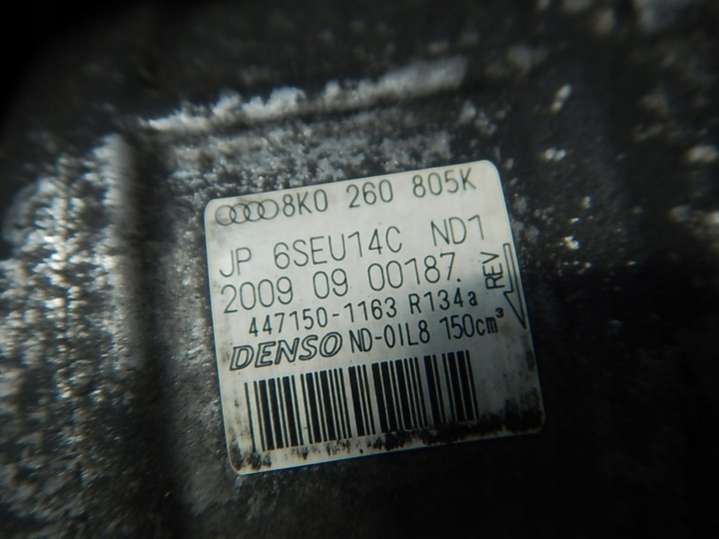 8K0 260 805K
JP 6SEU14C ND1
2009 09 00187.
447150-1163 R134a
DENSO ND-OIL8 150cm³
REV